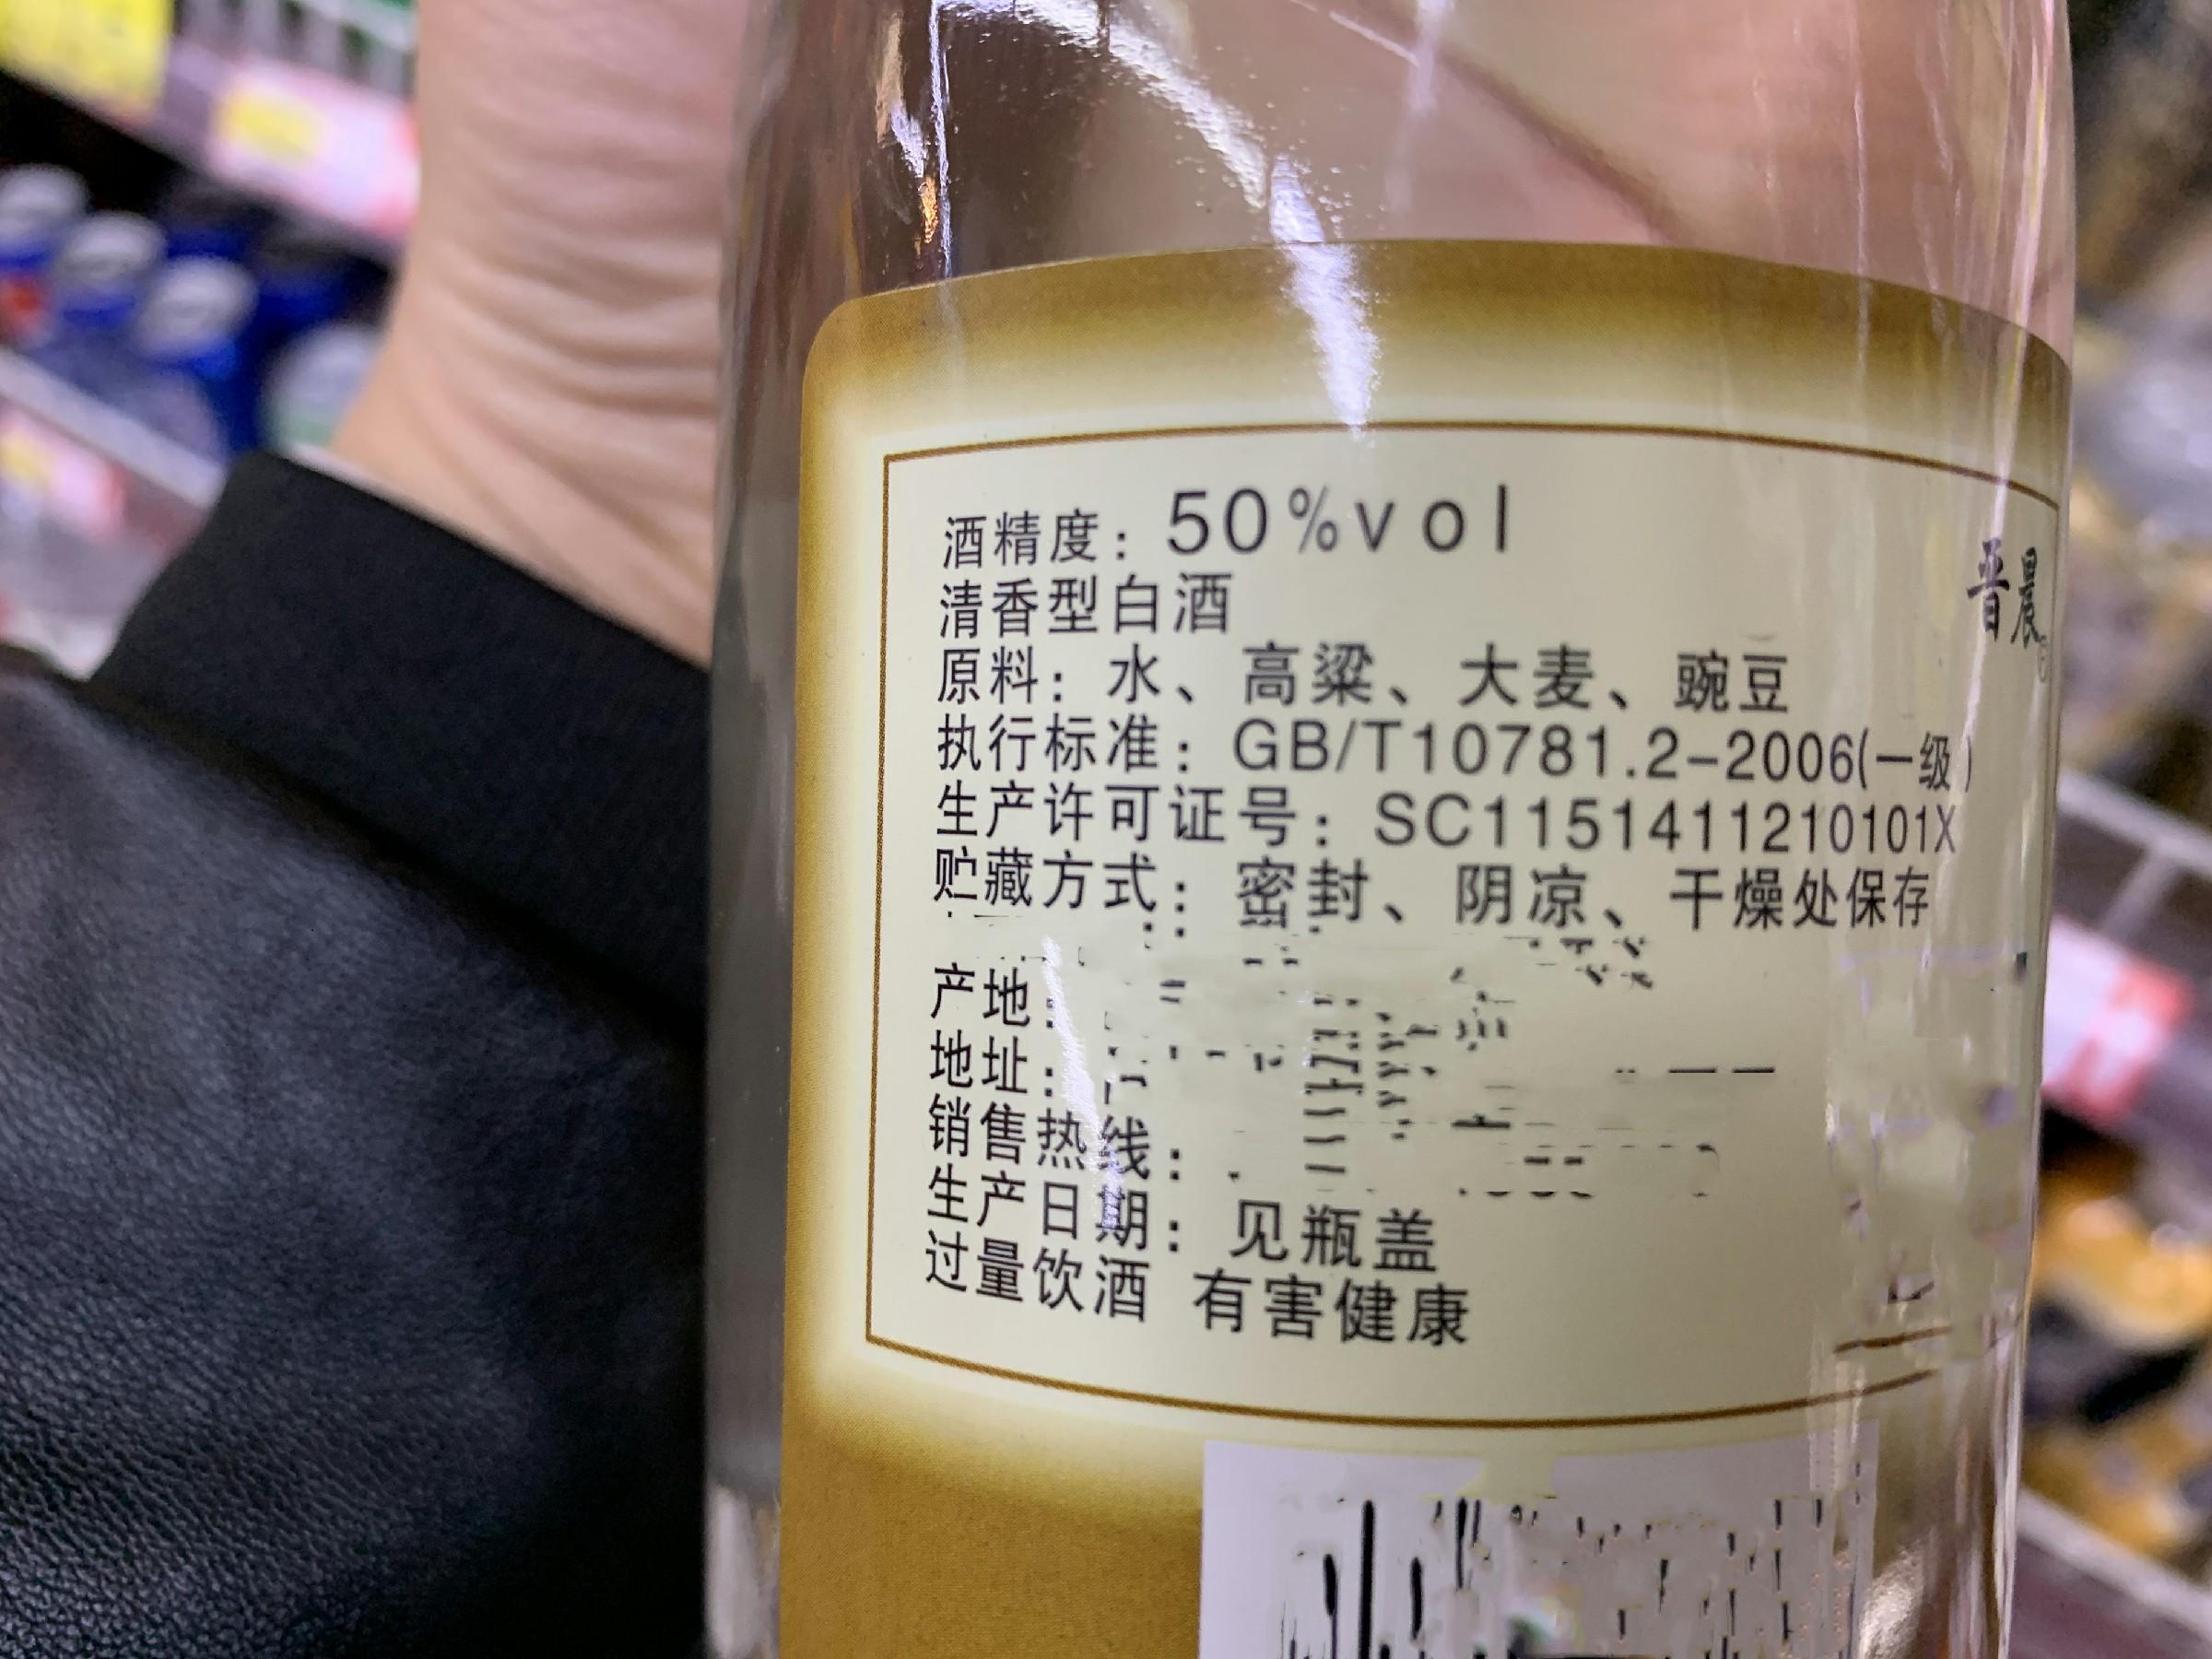 酒精度：50%vol
清香型白酒
原料：水、高粱、大麦、豌豆
执行标准：GB/T10781.2-2006(一级)
生产许可证号：SC1151411210101X
贮藏方式：密封、阴凉、干燥处保存
产地：
地址：
销售热线：
生产日期：见瓶盖
过量饮酒 有害健康
晋晨